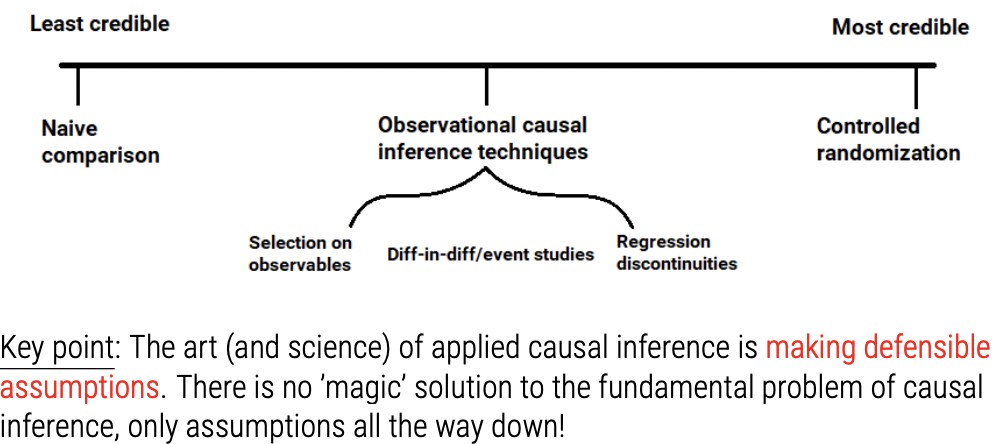 Least credible
Most credible
Naive
comparison
Observational causal
inference techniques
Controlled
randomization
Selection on
observables
Diff-in-diff/event studies
Regression
discontinuities
Key point: The art (and science) of applied causal inference is making defensible
assumptions. There is no ’magic’ solution to the fundamental problem of causal
inference, only assumptions all the way down!